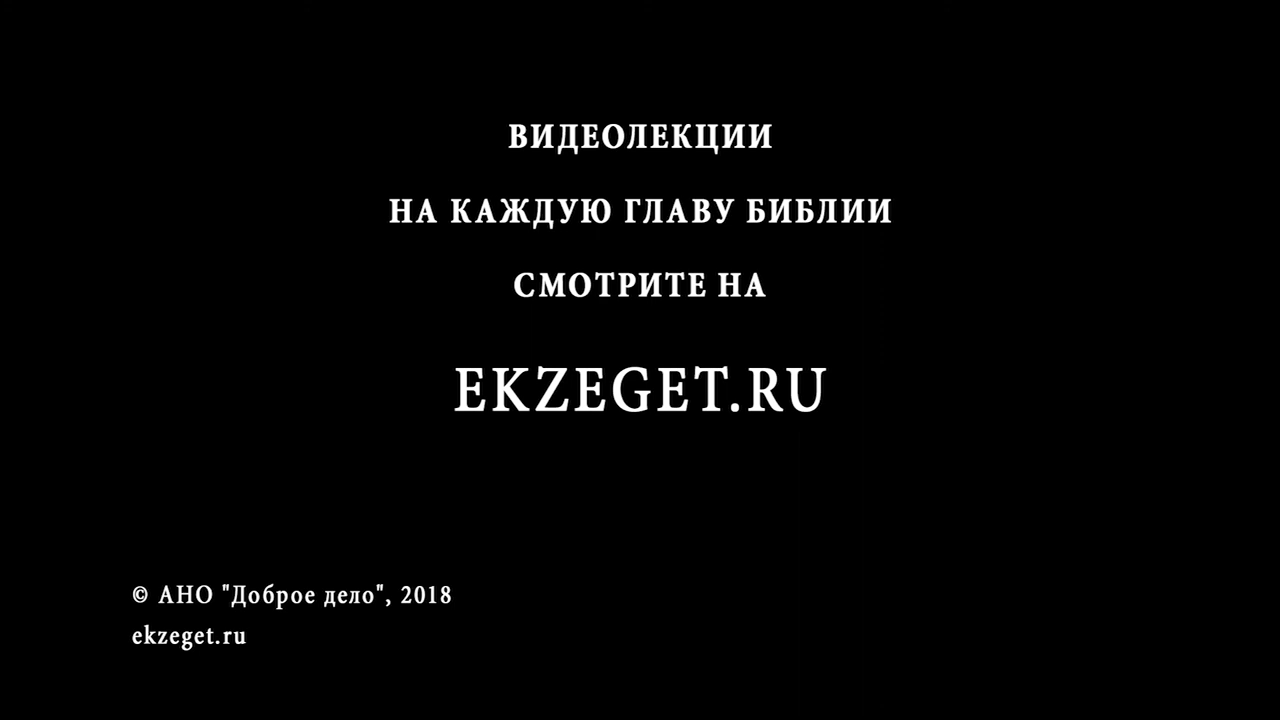 ВИДЕОЛЕКЦИИ
НА КАЖДУЮ ГЛАВУ БИБЛИИ
СМОТРИТЕ НА
EKZEGET.RU
© АНО "Доброе дело", 2018
ekzeget.ru